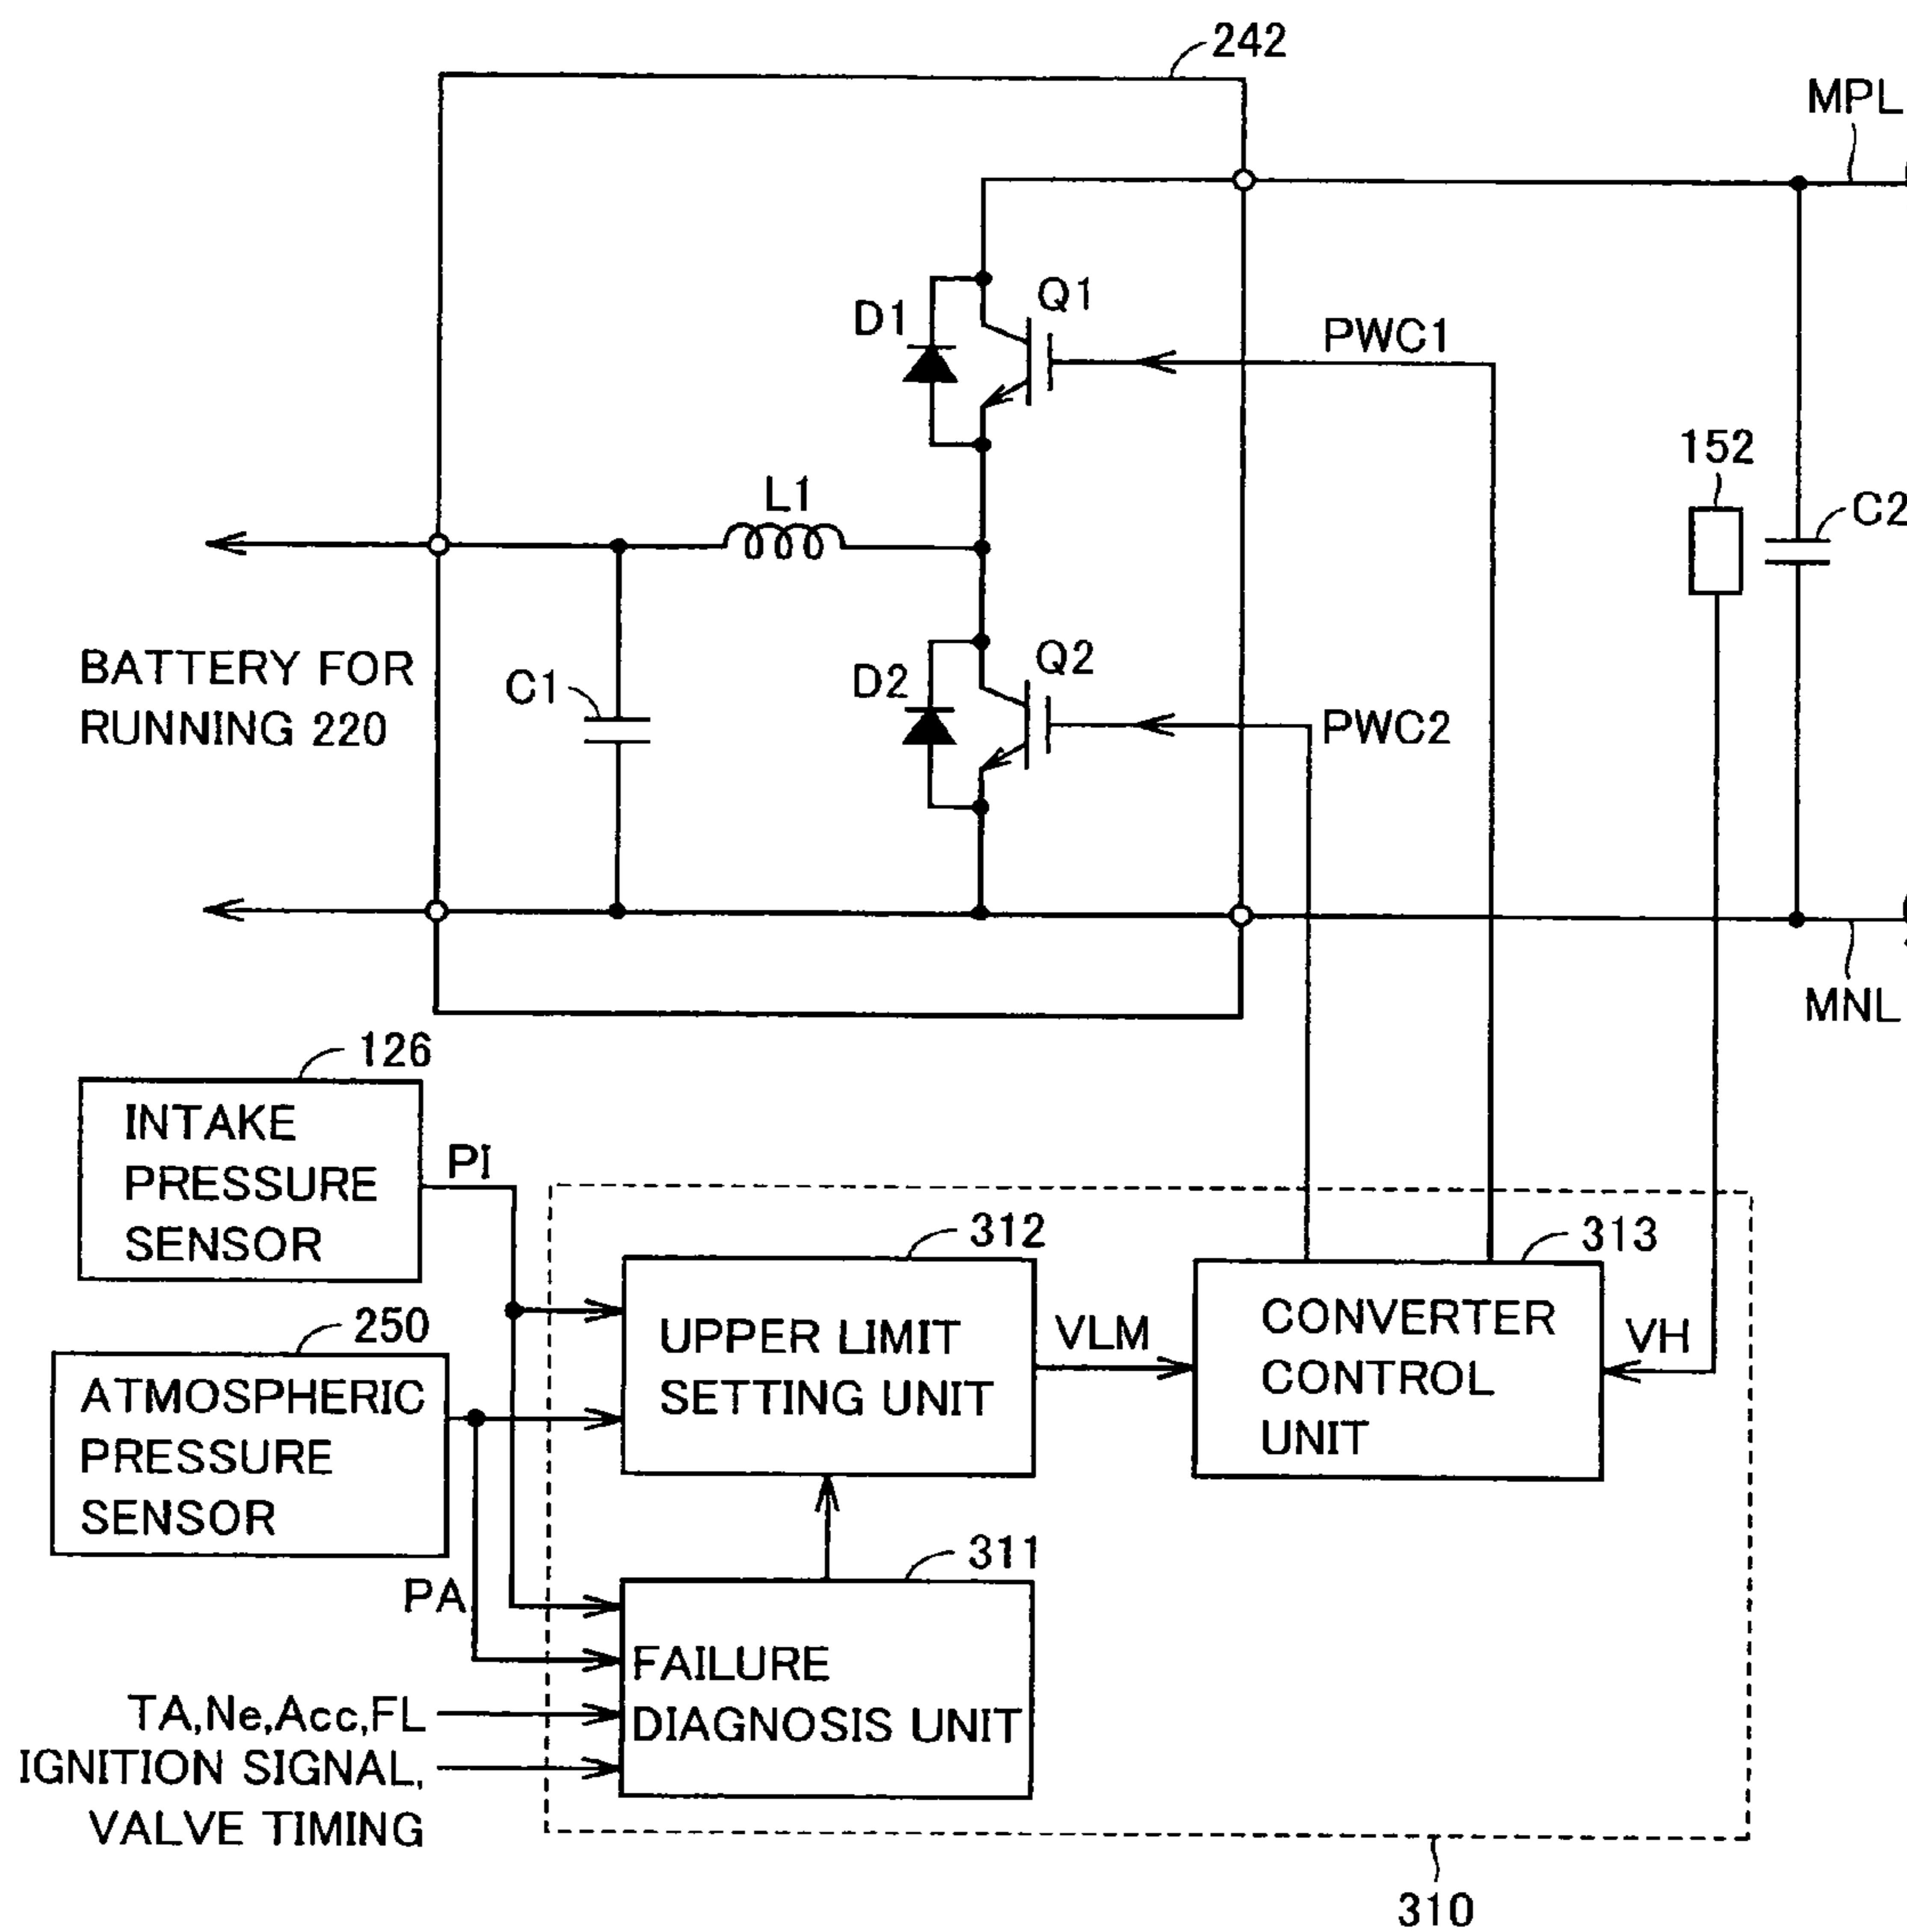 242
MPL
D1
Q1
PWC1
152
L1
C2
BATTERY FOR
RUNNING 220
C1
D2
Q2
PWC2
MNL
126
INTAKE
PRESSURE
SENSOR
PI
312
313
250
UPPER LIMIT
SETTING UNIT
VLM
CONVERTER
CONTROL
UNIT
VH
ATMOSPHERIC
PRESSURE
SENSOR
PA
311
FAILURE
DIAGNOSIS UNIT
TA,Ne,Acc,FL
IGNITION SIGNAL,
VALVE TIMING
310